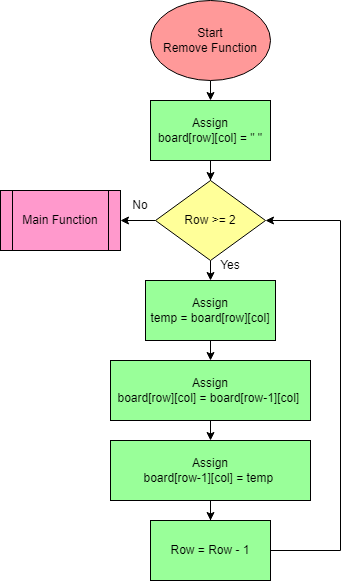 Start
Remove Function
Assign
board[row][col] = " "
No
Main Function
Row >= 2
Yes
Assign
temp = board[row][col]
Assign
board[row][col] = board[row-1][col]
Assign
board[row-1][col] = temp
Row = Row - 1